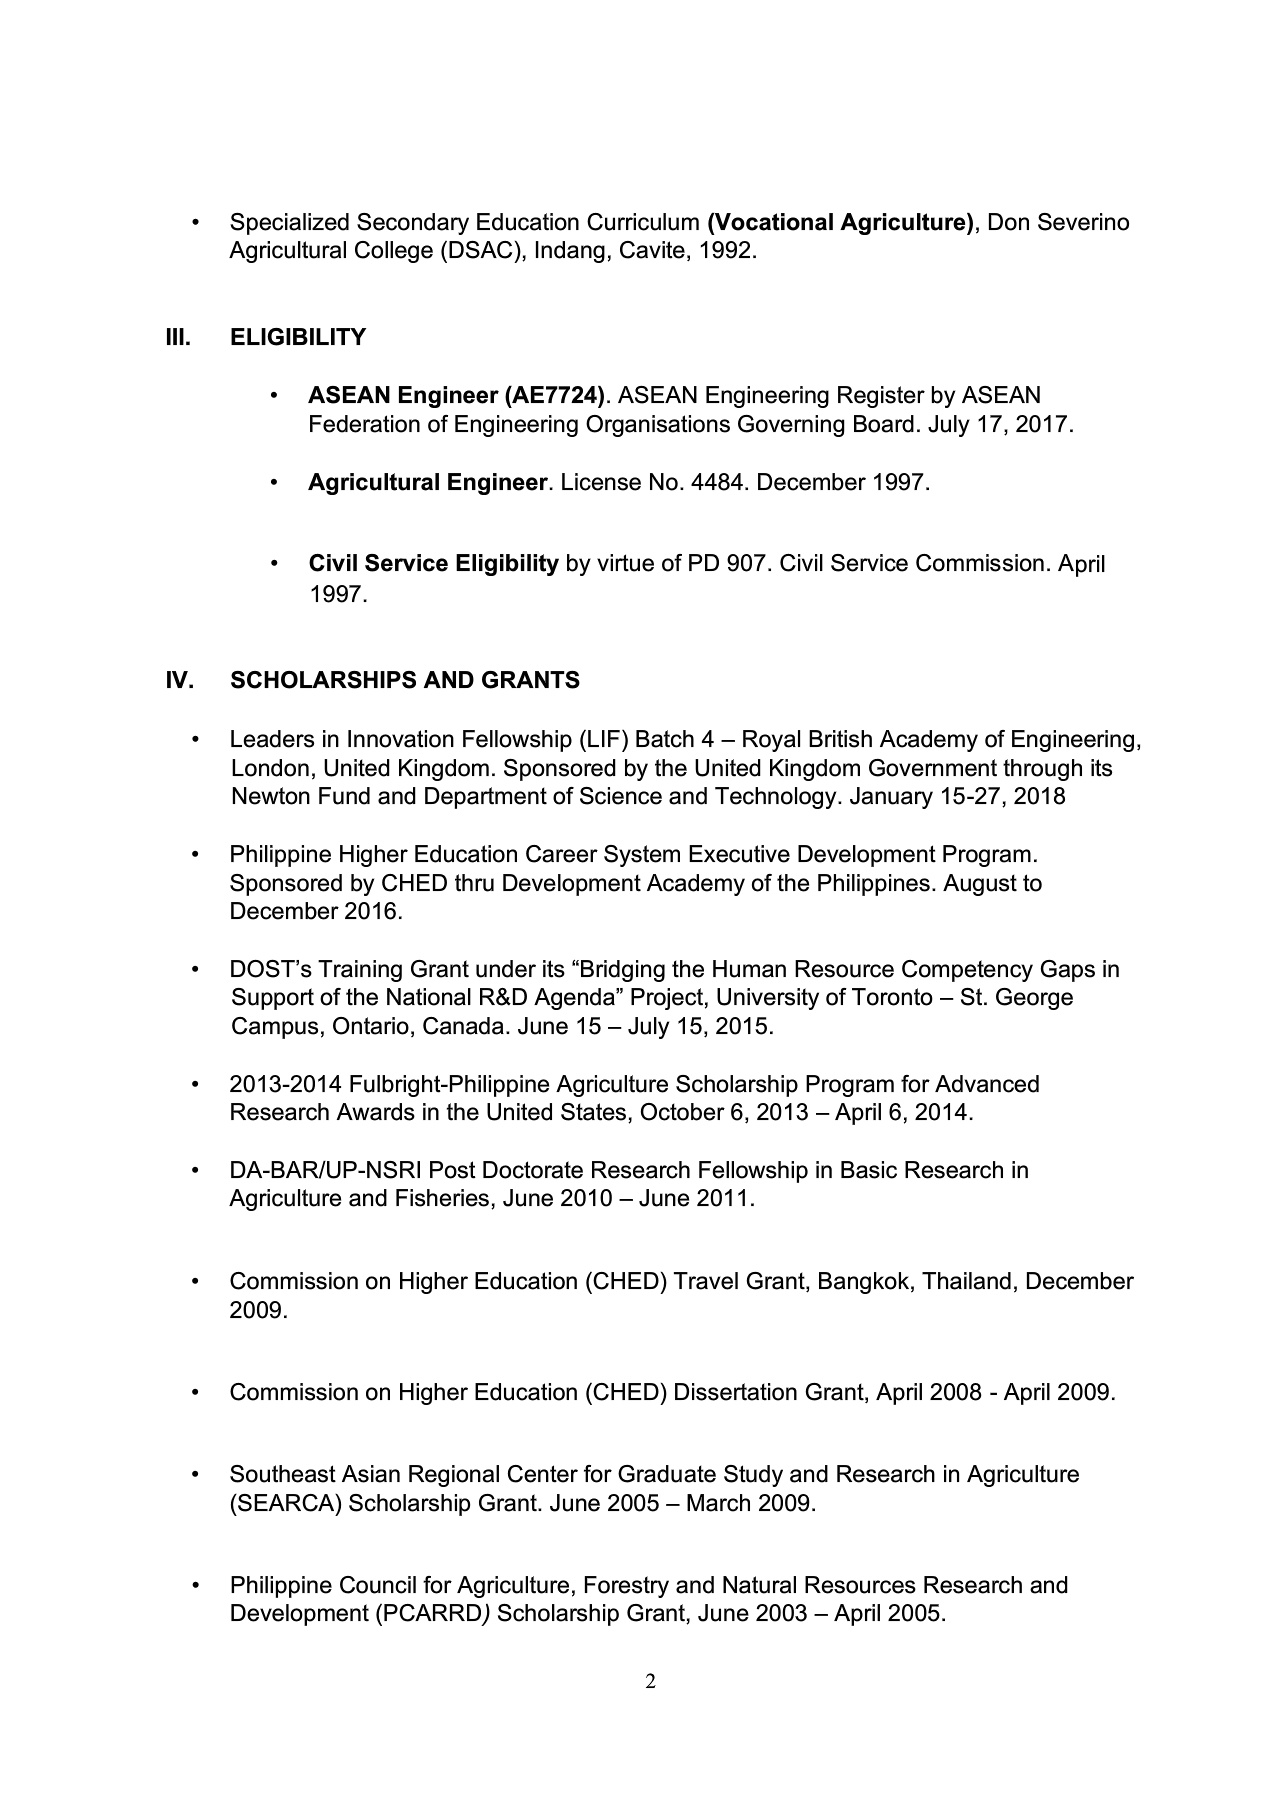 • Specialized Secondary Education Curriculum (Vocational Agriculture), Don Severino
Agricultural College (DSAC), Indang, Cavite, 1992.
III. ELIGIBILITY
• ASEAN Engineer (AE7724). ASEAN Engineering Register by ASEAN
Federation of Engineering Organisations Governing Board. July 17, 2017.
• Agricultural Engineer. License No. 4484. December 1997.
• Civil Service Eligibility by virtue of PD 907. Civil Service Commission. April
1997.
IV. SCHOLARSHIPS AND GRANTS
• Leaders in Innovation Fellowship (LIF) Batch 4 – Royal British Academy of Engineering,
London, United Kingdom. Sponsored by the United Kingdom Government through its
Newton Fund and Department of Science and Technology. January 15-27, 2018
• Philippine Higher Education Career System Executive Development Program.
Sponsored by CHED thru Development Academy of the Philippines. August to
December 2016.
• DOST’s Training Grant under its “Bridging the Human Resource Competency Gaps in
Support of the National R&D Agenda” Project, University of Toronto – St. George
Campus, Ontario, Canada. June 15 – July 15, 2015.
• 2013-2014 Fulbright-Philippine Agriculture Scholarship Program for Advanced
Research Awards in the United States, October 6, 2013 – April 6, 2014.
• DA-BAR/UP-NSRI Post Doctorate Research Fellowship in Basic Research in
Agriculture and Fisheries, June 2010 – June 2011.
• Commission on Higher Education (CHED) Travel Grant, Bangkok, Thailand, December
2009.
• Commission on Higher Education (CHED) Dissertation Grant, April 2008 - April 2009.
• Southeast Asian Regional Center for Graduate Study and Research in Agriculture
(SEARCA) Scholarship Grant. June 2005 – March 2009.
• Philippine Council for Agriculture, Forestry and Natural Resources Research and
Development (PCARRD) Scholarship Grant, June 2003 – April 2005.
2